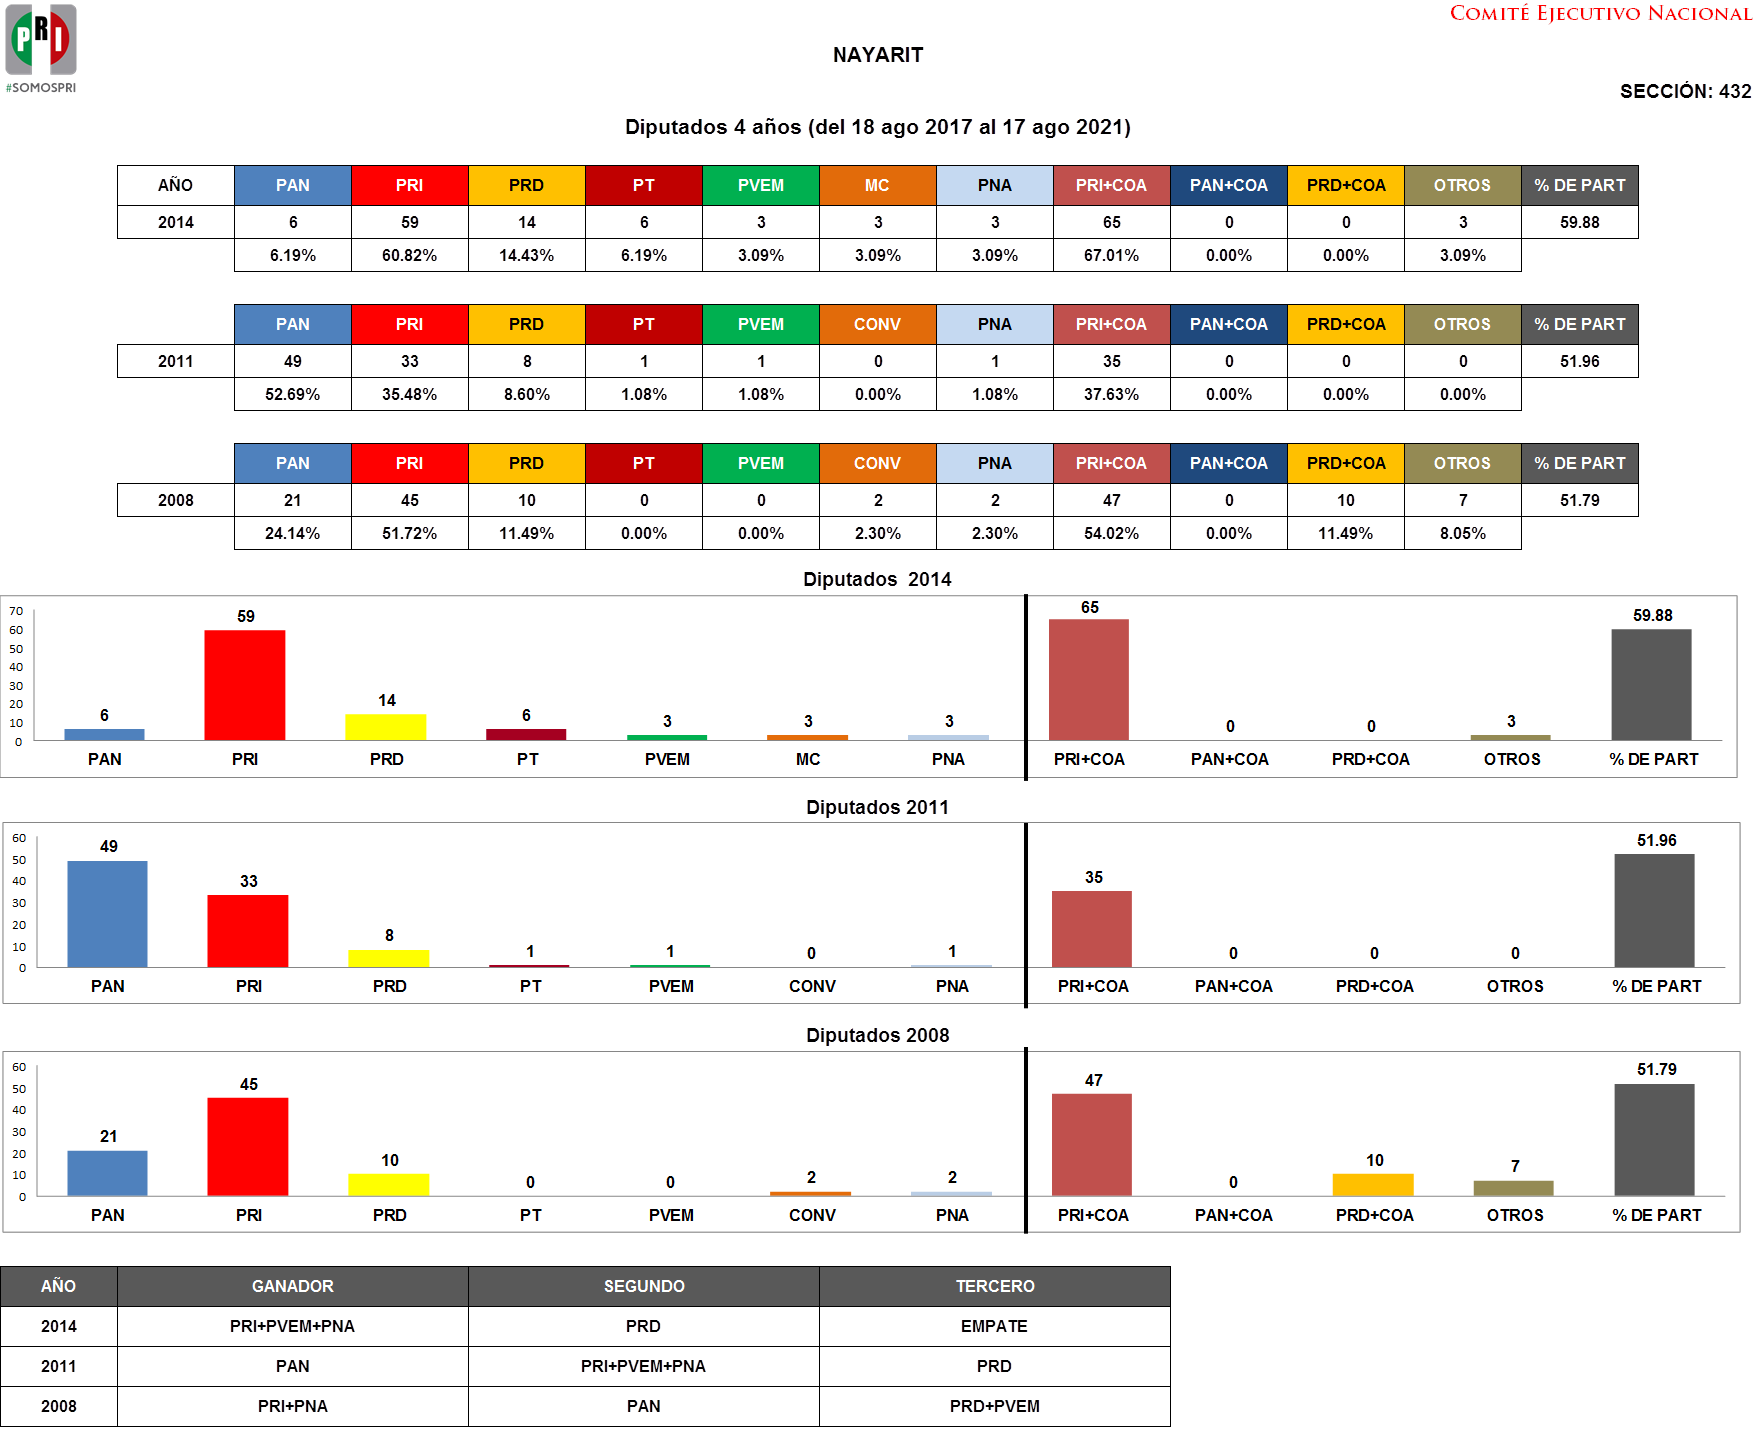 PRI
#SOMOSPRI
COMITÉ EJECUTIVO NACIONAL
NAYARIT
SECCIÓN: 432
Diputados 4 años (del 18 ago 2017 al 17 ago 2021)
AÑO PAN PRI PRD PT PVEM MC PNA PRI+COA PAN+COA PRD+COA OTROS % DE PART
2014 6 59 14 6 3 3 3 65 0 0 3 59.88
6.19% 60.82% 14.43% 6.19% 3.09% 3.09% 3.09% 67.01% 0.00% 0.00% 3.09%
PAN PRI PRD PT PVEM CONV PNA PRI+COA PAN+COA PRD+COA OTROS % DE PART
2011 49 33 8 1 1 0 1 35 0 0 0 51.96
52.69% 35.48% 8.60% 1.08% 1.08% 0.00% 1.08% 37.63% 0.00% 0.00% 0.00%
PAN PRI PRD PT PVEM CONV PNA PRI+COA PAN+COA PRD+COA OTROS % DE PART
2008 21 45 10 0 0 2 2 47 0 10 7 51.79
24.14% 51.72% 11.49% 0.00% 0.00% 2.30% 2.30% 54.02% 0.00% 11.49% 8.05%
Diputados 2014
70
60
50
40
30
20
10
0
6 59 14 6 3 3 3 65 0 0 3 59.88
PAN PRI PRD PT PVEM MC PNA PRI+COA PAN+COA PRD+COA OTROS % DE PART
Diputados 2011
60
50
40
30
20
10
0
49 33 8 1 1 0 1 35 0 0 0 51.96
PAN PRI PRD PT PVEM CONV PNA PRI+COA PAN+COA PRD+COA OTROS % DE PART
Diputados 2008
60
50
40
30
20
10
0
21 45 10 0 0 2 2 47 0 10 7 51.79
PAN PRI PRD PT PVEM CONV PNA PRI+COA PAN+COA PRD+COA OTROS % DE PART
AÑO GANADOR SEGUNDO TERCERO
2014 PRI+PVEM+PNA PRD EMPATE
2011 PAN PRI+PVEM+PNA PRD
2008 PRI+PNA PAN PRD+PVEM